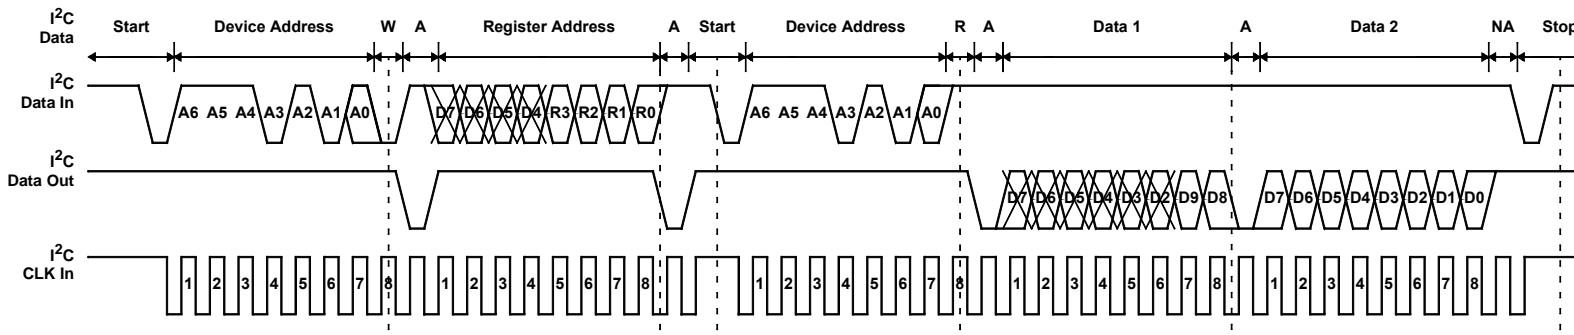 I²C Data Start Device Address W A Register Address A Start Device Address R A Data 1 A Data 2 NA Stop
I²C Data In A6 A5 A4 A3 A2 A1 A0 D7 D6 D5 D4 R3 R2 R1 R0 A6 A5 A4 A3 A2 A1 A0
I²C Data Out D7 D6 D5 D4 D3 D2 D9 D8 D7 D6 D5 D4 D3 D2 D1 D0
I²C CLK In 1 2 3 4 5 6 7 8 1 2 3 4 5 6 7 8 1 2 3 4 5 6 7 8 1 2 3 4 5 6 7 8 1 2 3 4 5 6 7 8